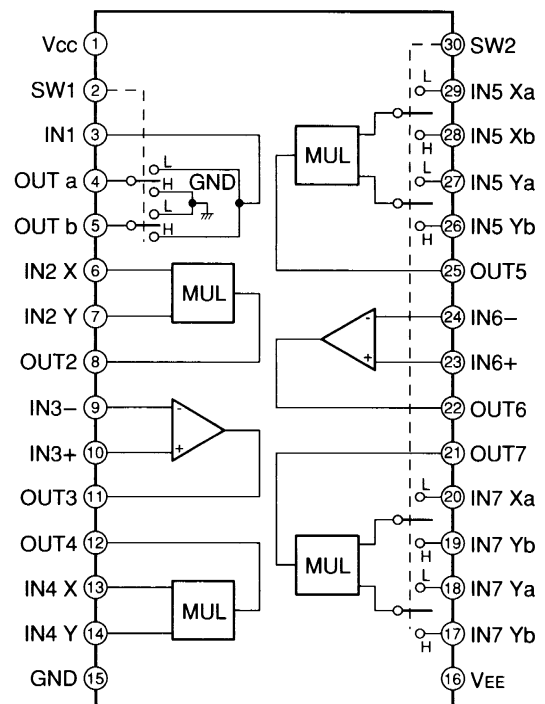 Vcc 1 30 SW2
SW1 2 L 29 IN5 Xa
IN1 3 MUL H 28 IN5 Xb
OUT a 4 L GND H L 27 IN5 Ya
OUT b 5 L H H 26 IN5 Yb
IN2 X 6 MUL 25 OUT5
IN2 Y 7 - 24 IN6-
OUT2 8 + 23 IN6+
IN3- 9 - 22 OUT6
IN3+ 10 + 21 OUT7
OUT3 11 L 20 IN7 Xa
OUT4 12 MUL H 19 IN7 Yb
IN4 X 13 MUL L 18 IN7 Ya
IN4 Y 14 H 17 IN7 Yb
GND 15 16 VEE